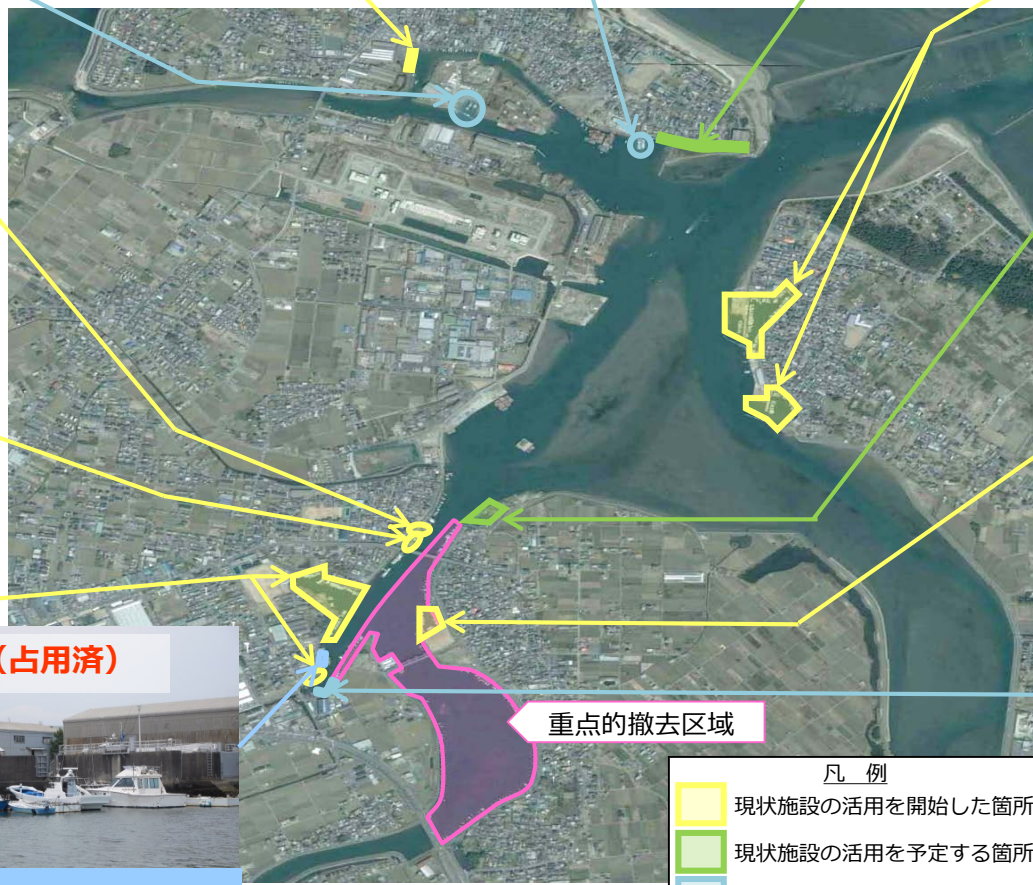 (占用済)
重点的撤去区域
凡 例
現状施設の活用を開始した箇所
現状施設の活用を予定する箇所